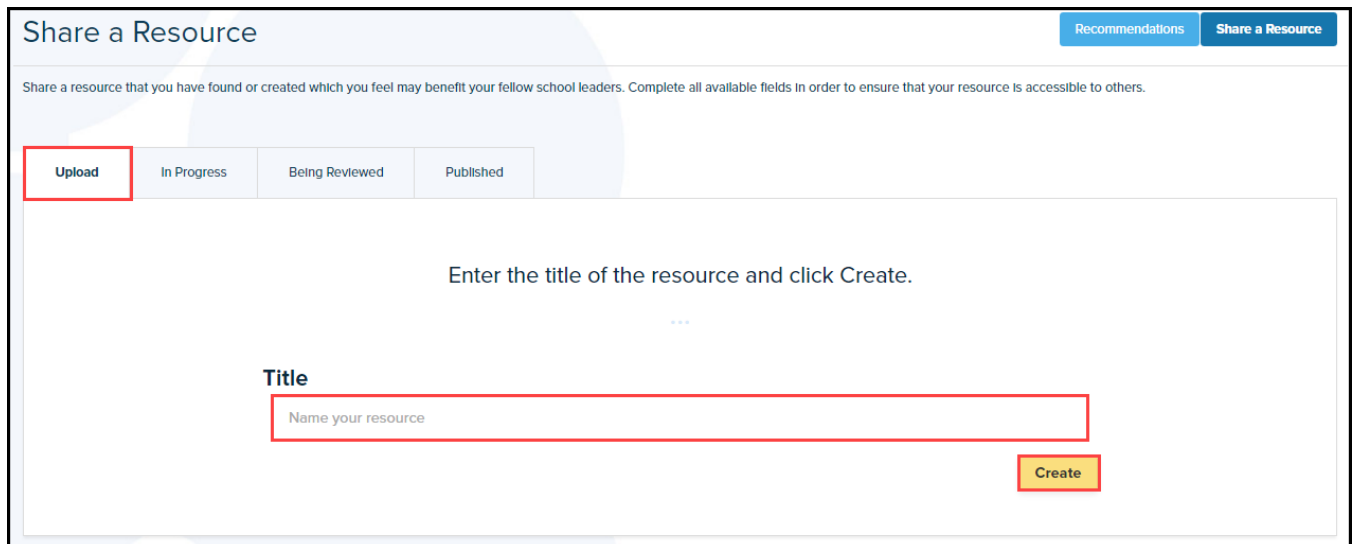 Share a Resource
Recommendations
Share a Resource
Share a resource that you have found or created which you feel may benefit your fellow school leaders. Complete all available fields in order to ensure that your resource is accessible to others.
Upload
In Progress
Being Reviewed
Published
Enter the title of the resource and click Create.
...
Title
Name your resource
Create